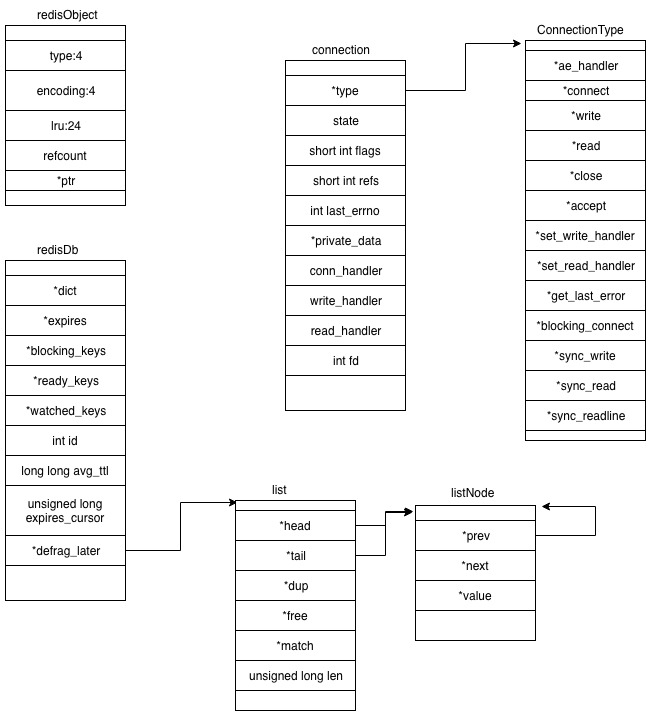 redisObject
type:4
encoding:4
lru:24
refcount
*ptr
redisDb
*dict
*expires
*blocking_keys
*ready_keys
*watched_keys
int id
long long avg_ttl
unsigned long
expires_cursor
*defrag_later
connection
*type
state
short int flags
short int refs
int last_errno
*private_data
conn_handler
write_handler
read_handler
int fd
ConnectionType
*ae_handler
*connect
*write
*read
*close
*accept
*set_write_handler
*set_read_handler
*get_last_error
*blocking_connect
*sync_write
*sync_read
*sync_readline
list
*head
*tail
*dup
*free
*match
unsigned long len
listNode
*prev
*next
*value